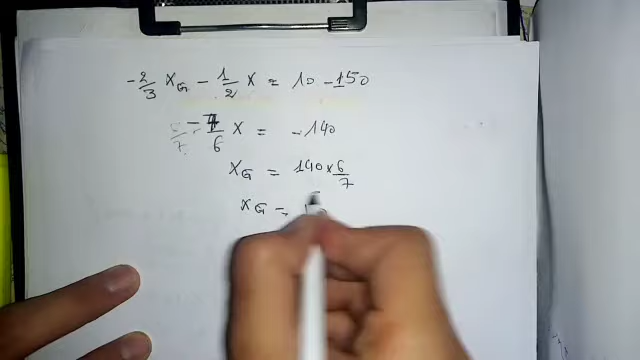 -2/3 x_G - 1/2 x = 10 - 150
-7/6 x = -140
x_G = 140 x 6/7
x_G =